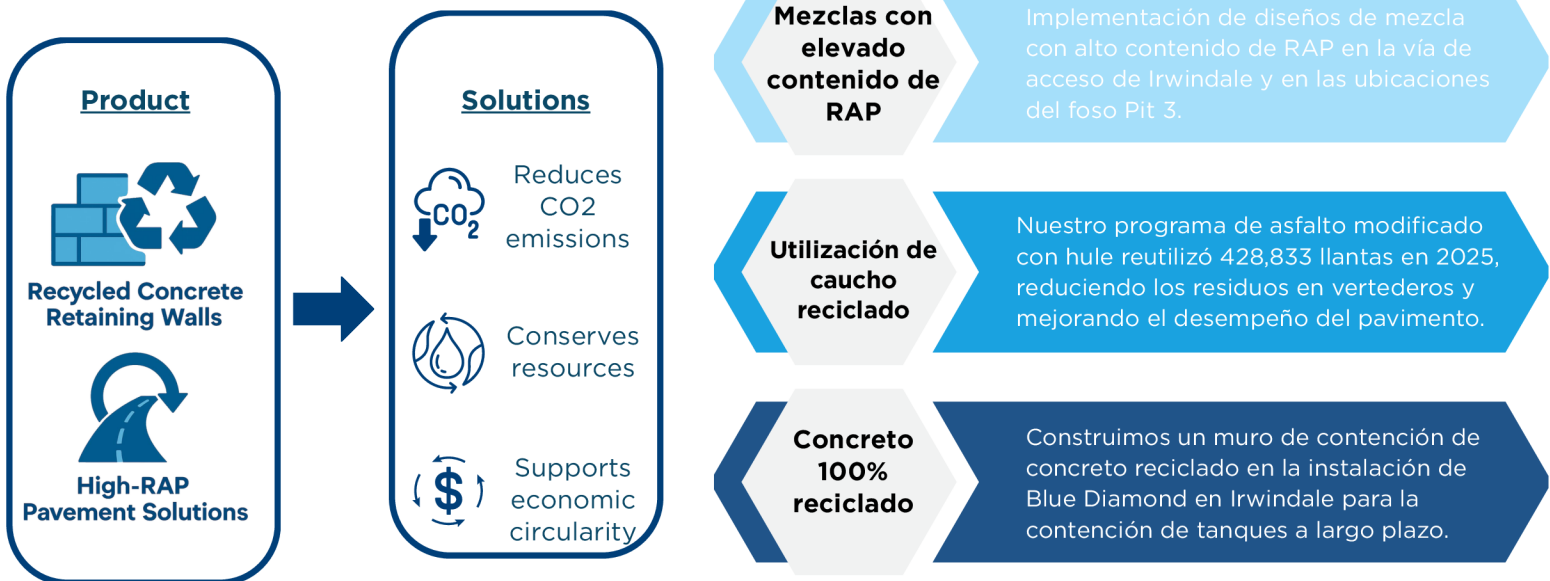 Product
Recycled Concrete
Retaining Walls
High-RAP
Pavement Solutions
Solutions
Reduces
CO2
emissions
CO2
Conserves
resources
$
Supports
economic
circularity
Mezclas con
elevado
contenido de
RAP
Implementación de diseños de mezcla
con alto contenido de RAP en la vía de
acceso de Irwindale y en las ubicaciones
del foso Pit 3.
Utilización de
caucho
reciclado
Nuestro programa de asfalto modificado
con hule reutilizó 428,833 llantas en 2025,
reduciendo los residuos en vertederos y
mejorando el desempeño del pavimento.
Concreto
100%
reciclado
Construimos un muro de contención de
concreto reciclado en la instalación de
Blue Diamond en Irwindale para la
contención de tanques a largo plazo.